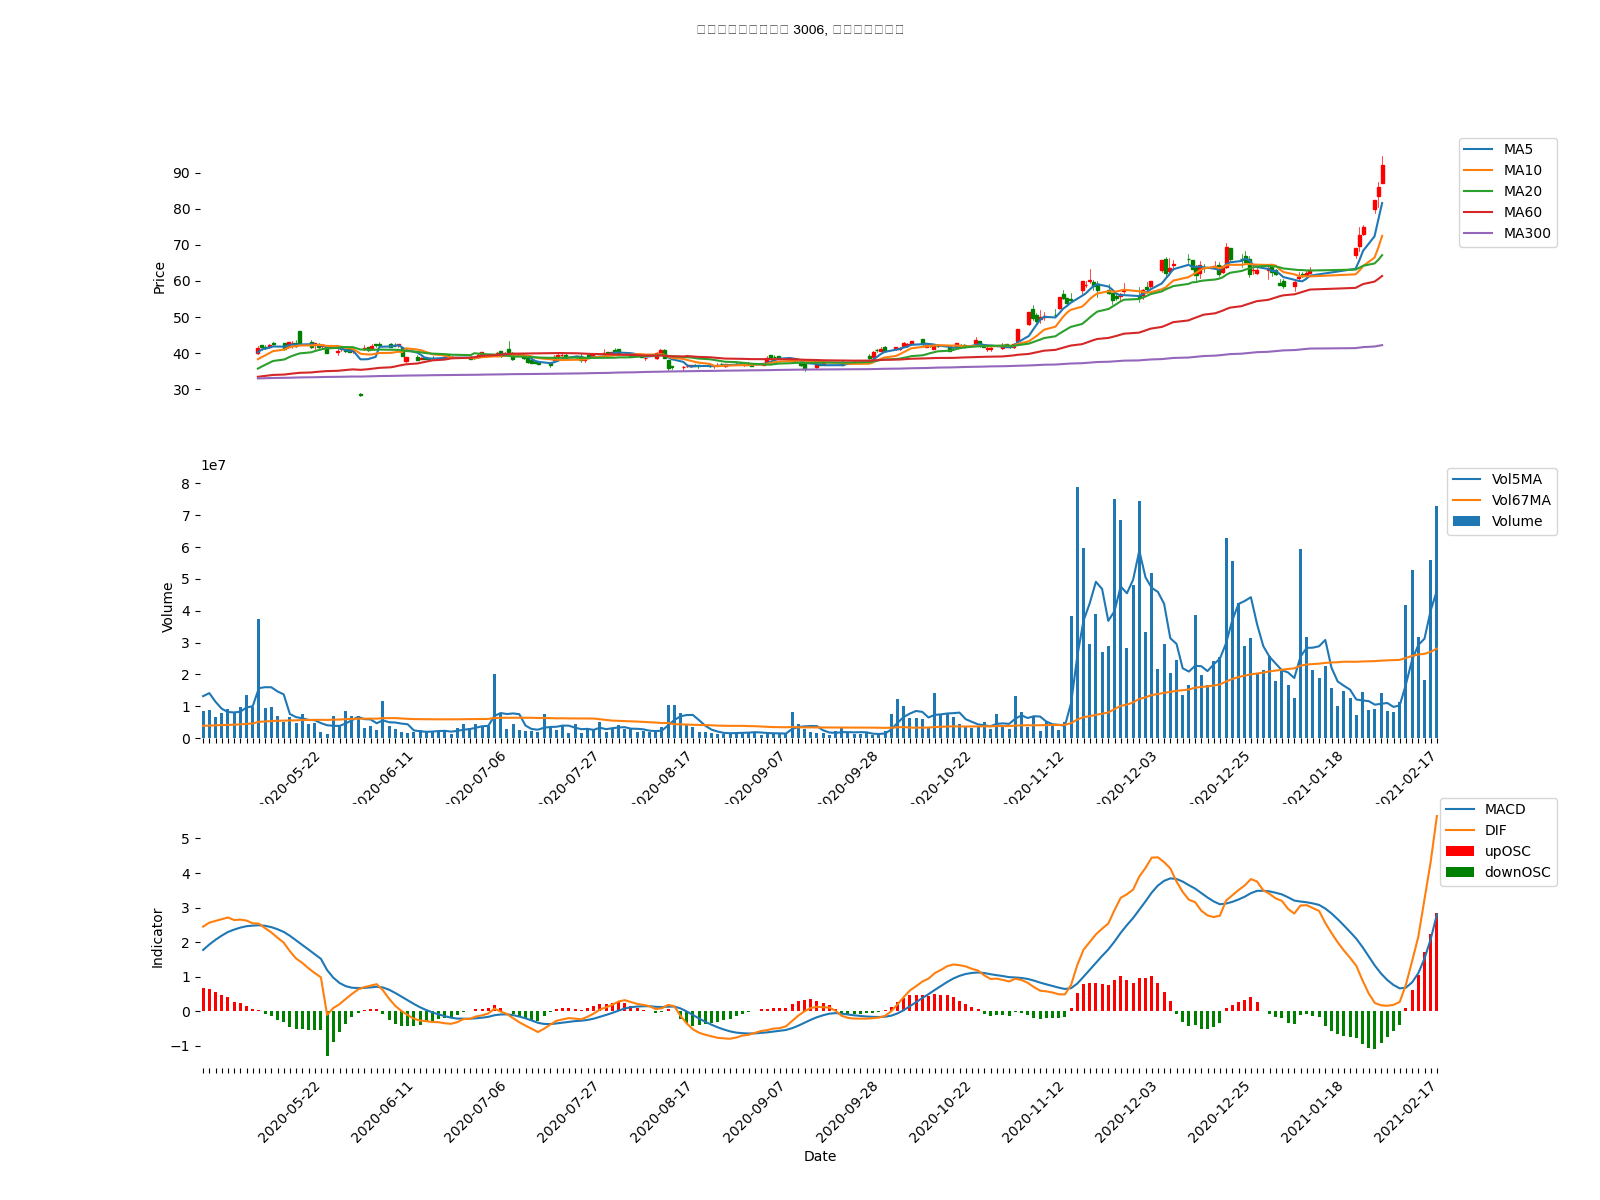 3006,
MA5
MA10
MA20
MA60
MA300
Price
90
80
70
60
50
40
30
1e7
Vol5MA
Vol67MA
Volume
Volume
8
7
6
5
4
3
2
1
0
2020-05-22
2020-06-11
2020-07-06
2020-07-27
2020-08-17
2020-09-07
2020-09-28
2020-10-22
2020-11-12
2020-12-03
2020-12-25
2021-01-18
2021-02-17
MACD
DIF
upOSC
downOSC
Indicator
5
4
3
2
1
0
−1
2020-05-22
2020-06-11
2020-07-06
2020-07-27
2020-08-17
2020-09-07
2020-09-28
2020-10-22
2020-11-12
2020-12-03
2020-12-25
2021-01-18
2021-02-17
Date